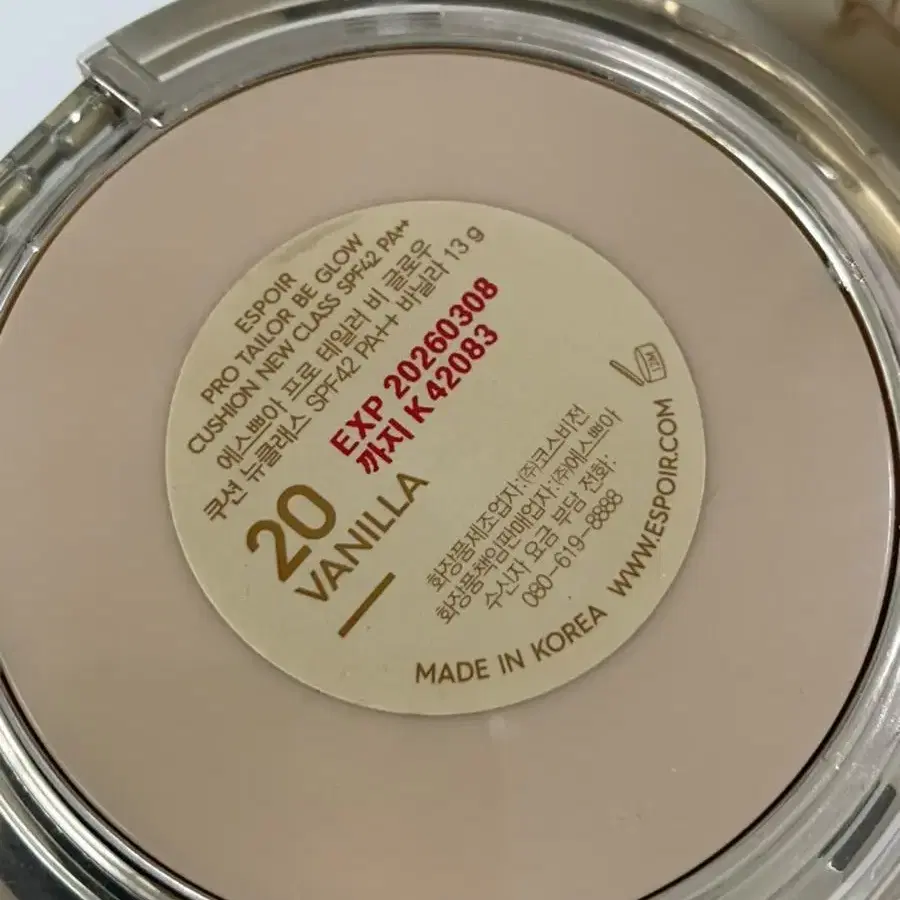 ESPOIR
PRO TAILOR BE GLOW
CUSHION NEW CLASS SPF42 PA++
에스쁘아 프로 테일러 비 글로우
쿠션 뉴클래스 SPF42 PA++ 바닐라 13 g
EXP 20260308
까지 K 42083
20
VANILLA
12M
화장품제조업자:(주)코스비전
화장품책임판매업자:(주)에스쁘아
수신자 요금 부담 전화:
080-619-8888
MADE IN KOREA WWW.ESPOIR.COM